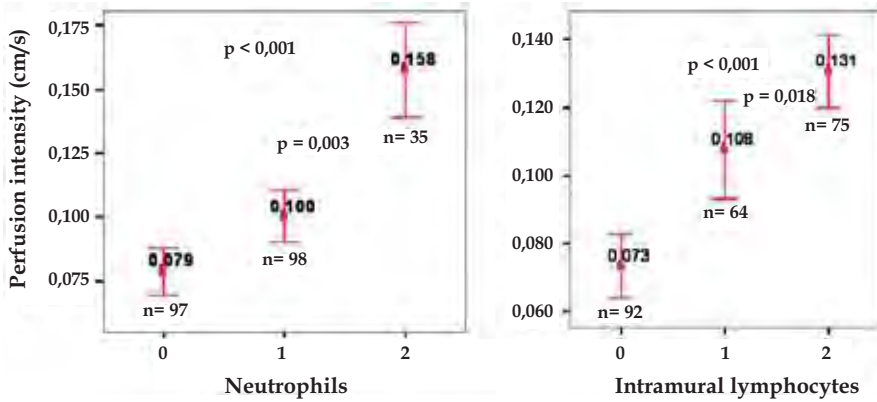 Perfusion intensity (cm/s)
0,175
0,150
0,125
0,100
0,075
p < 0,001
p = 0,003
0,158
n= 35
0,100
n= 98
0,079
n= 97
0
1
2
Neutrophils
0,140
0,120
0,100
0,080
0,060
p < 0,001
p = 0,018
0,131
n= 75
0,108
n= 64
0,073
n= 92
0
1
2
Intramural lymphocytes